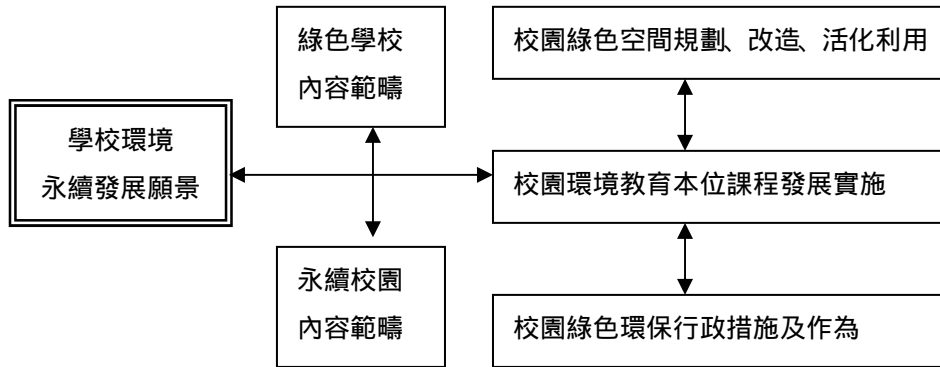 學校環境
永續發展願景
綠色學校
內容範疇
永續校園
內容範疇
校園綠色空間規劃、改造、活化利用
校園環境教育本位課程發展實施
校園綠色環保行政措施及作為